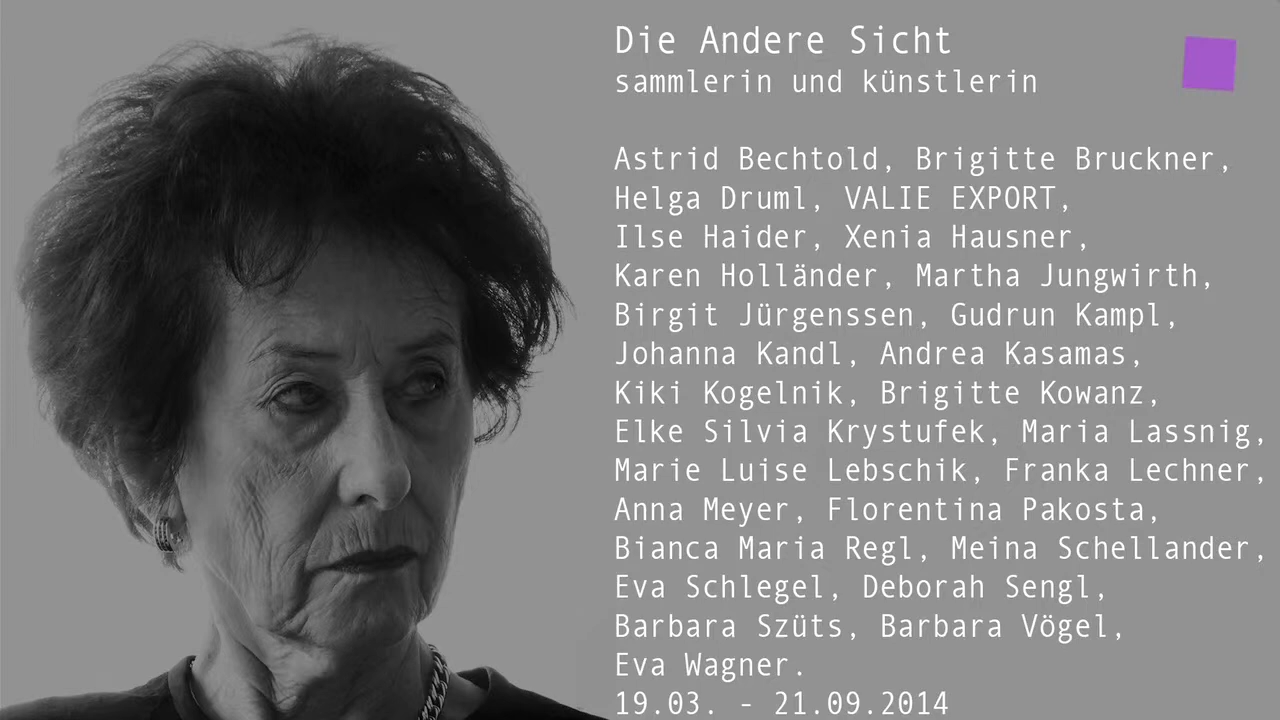 Die Andere Sicht
sammlerin und künstlerin
Astrid Bechtold, Brigitte Bruckner,
Helga Druml, VALIE EXPORT,
Ilse Haider, Xenia Hausner,
Karen Holländer, Martha Jungwirth,
Birgit Jürgenssen, Gudrun Kampl,
Johanna Kandl, Andrea Kasamas,
Kiki Kogelnik, Brigitte Kowanz,
Elke Silvia Krystufek, Maria Lassnig,
Marie Luise Lebschik, Franka Lechner,
Anna Meyer, Florentina Pakosta,
Bianca Maria Regl, Meina Schellander,
Eva Schlegel, Deborah Sengl,
Barbara Szüts, Barbara Vögel,
Eva Wagner.
19.03. - 21.09.2014